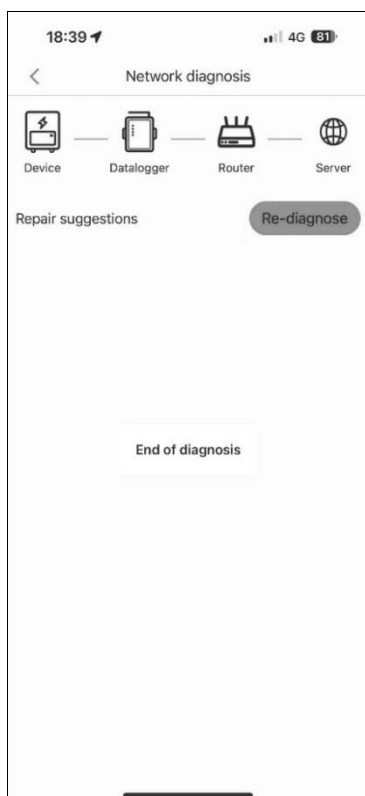 18:39 4G 81
Network diagnosis
Device Datalogger Router Server
Repair suggestions Re-diagnose
End of diagnosis